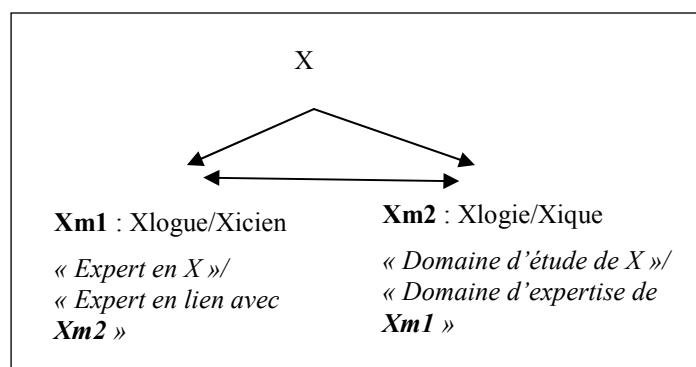 X
Xm1 : Xlogue/Xicien
« Expert en X »/
« Expert en lien avec
Xm2 »
Xm2 : Xlogie/Xique
« Domaine d’étude de X »/
« Domaine d’expertise de
Xm1 »